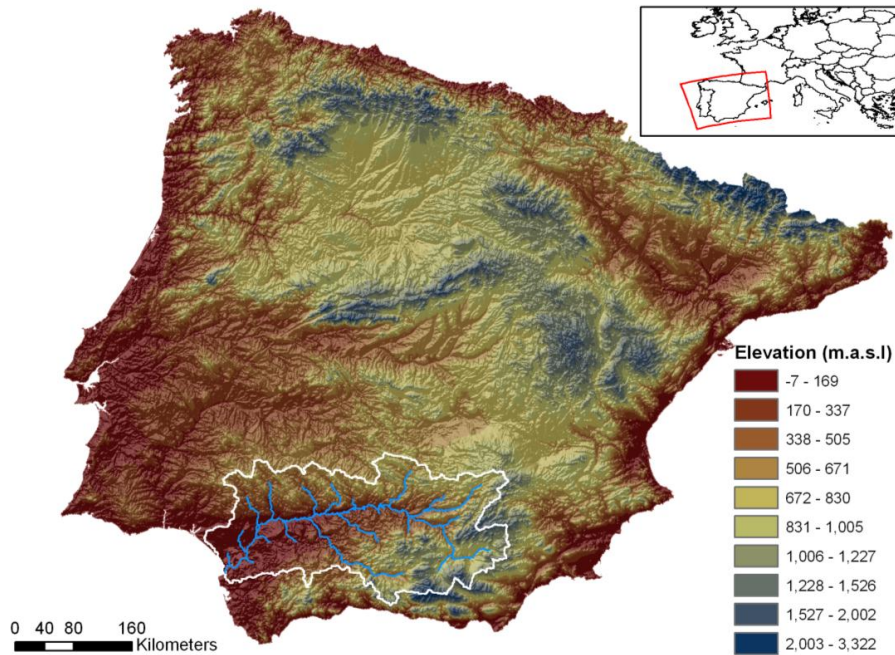 Elevation (m.a.s.l)
-7 - 169
170 - 337
338 - 505
506 - 671
672 - 830
831 - 1,005
1,006 - 1,227
1,228 - 1,526
1,527 - 2,002
2,003 - 3,322
0 40 80 160
Kilometers